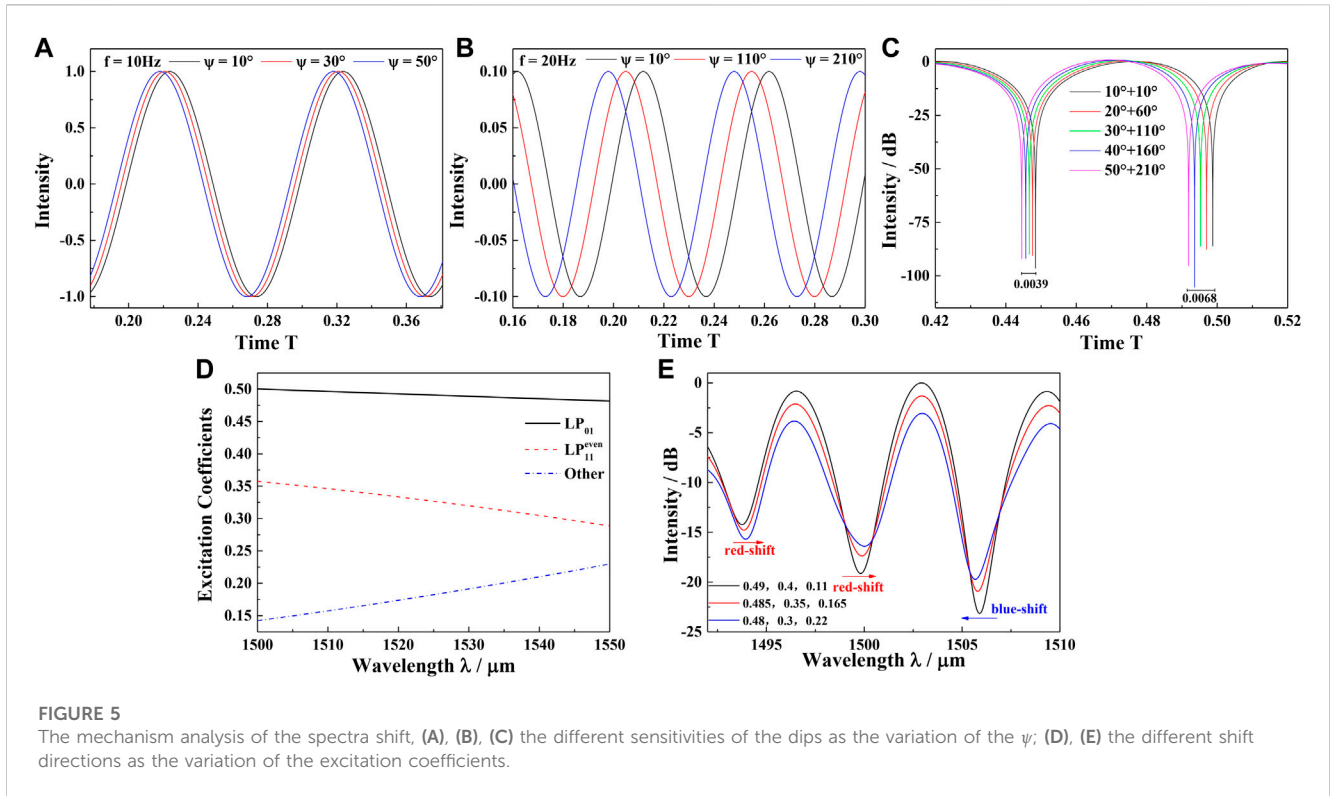 A
f = 10Hz — ψ = 10° — ψ = 30° — ψ = 50°
1.0
0.5
0.0
-0.5
-1.0
Intensity
0.20 0.24 0.28 0.32 0.36
Time T
B
f = 20Hz — ψ = 10° — ψ = 110° — ψ = 210°
0.10
0.05
0.00
-0.05
-0.10
Intensity
0.16 0.18 0.20 0.22 0.24 0.26 0.28 0.30
Time T
C
0
-25
-50
-75
-100
Intensity / dB
10°+10°
20°+60°
30°+110°
40°+160°
50°+210°
0.0039
0.0068
0.42 0.44 0.46 0.48 0.50 0.52
Time T
D
0.50
0.45
0.40
0.35
0.30
0.25
0.20
0.15
Excitation Coefficients
LP01
LP11even
Other
1500 1510 1520 1530 1540 1550
Wavelength λ / μm
E
0
-5
-10
-15
-20
-25
Intensity / dB
red-shift
red-shift
blue-shift
0.49, 0.4, 0.11
0.485, 0.35, 0.165
0.48, 0.3, 0.22
1495 1500 1505 1510
Wavelength λ / μm
FIGURE 5
The mechanism analysis of the spectra shift, (A), (B), (C) the different sensitivities of the dips as the variation of the ψ; (D), (E) the different shift
directions as the variation of the excitation coefficients.